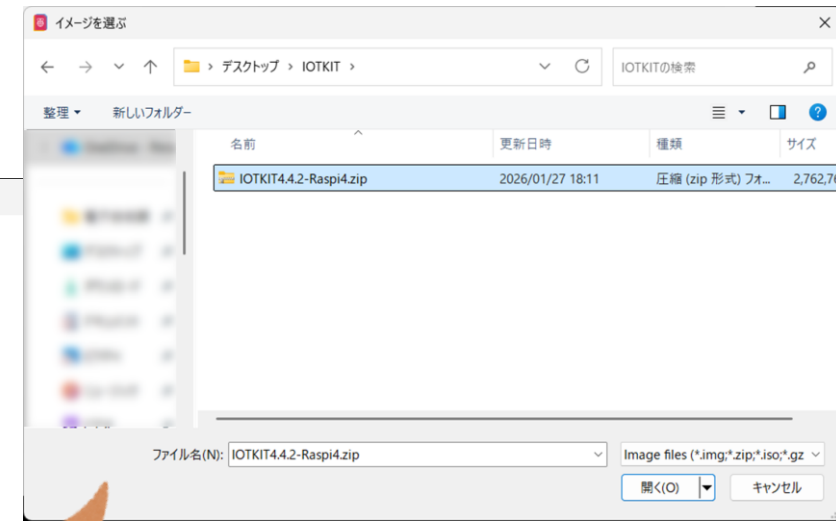 イメージを選ぶ
デスクトップ > IOTKIT >
IOTKITの検索
整理 新しいフォルダー
名前 更新日時 種類 サイズ
IOTKIT4.4.2-Raspi4.zip 2026/01/27 18:11 圧縮 (zip 形式) フォ... 2,762,76
ファイル名(N): IOTKIT4.4.2-Raspi4.zip Image files (*.img;*.zip;*.iso;*.gz
開く(O) キャンセル